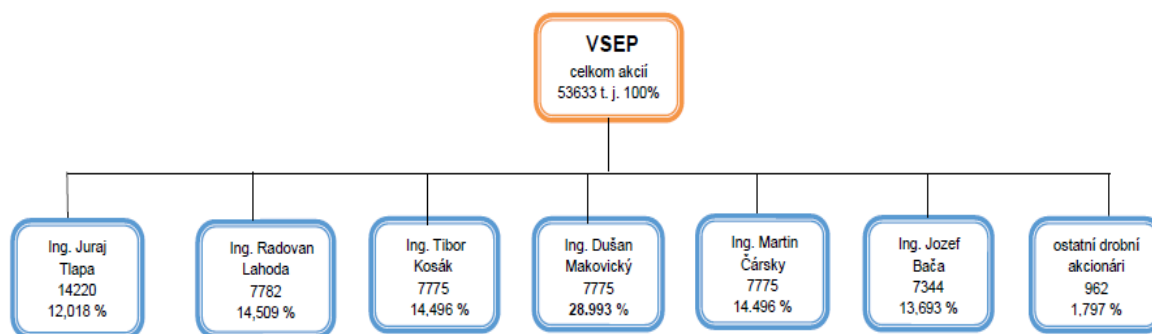 VSEP
celkom akcií
53633 t. j. 100%
Ing. Juraj
Tlapa
14220
12,018 %
Ing. Radovan
Lahoda
7782
14,509 %
Ing. Tibor
Kosák
7775
14,496 %
Ing. Dušan
Makovický
7775
28.993 %
Ing. Martin
Čársky
7775
14.496 %
Ing. Jozef
Bača
7344
13,693 %
ostatní drobní
akcionári
962
1,797 %